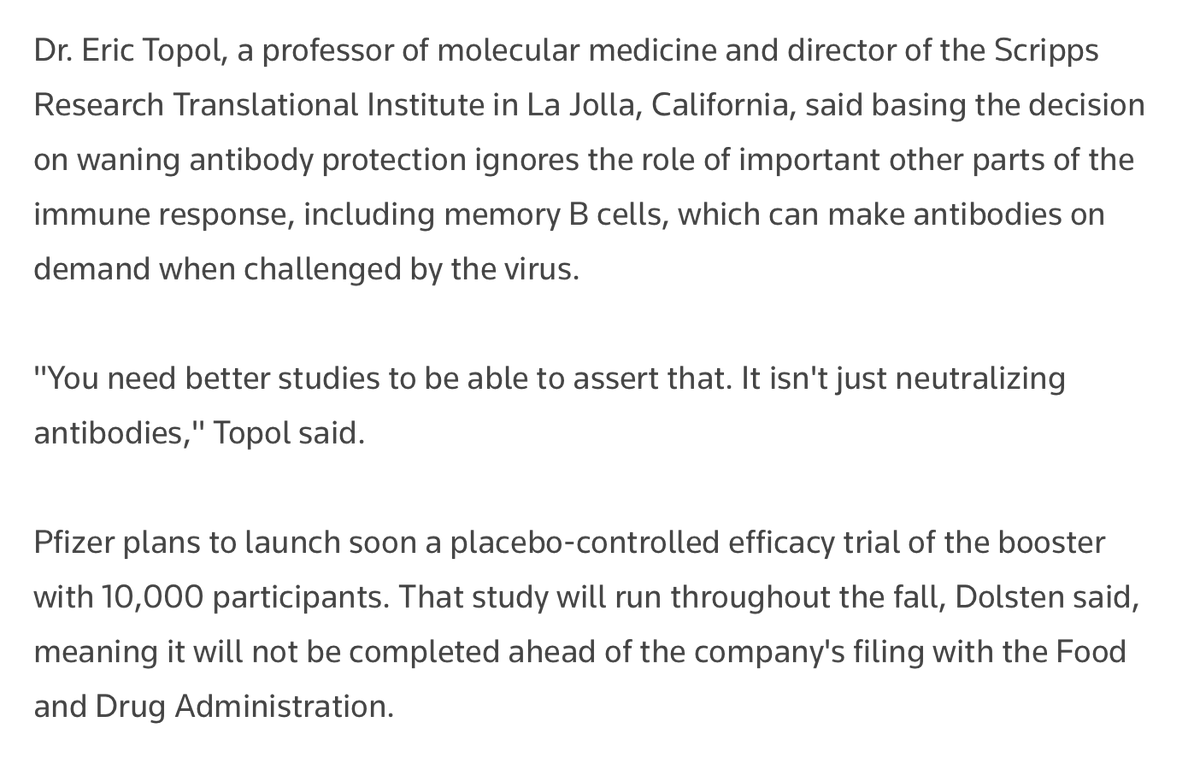 Dr. Eric Topol, a professor of molecular medicine and director of the Scripps
Research Translational Institute in La Jolla, California, said basing the decision
on waning antibody protection ignores the role of important other parts of the
immune response, including memory B cells, which can make antibodies on
demand when challenged by the virus.
"You need better studies to be able to assert that. It isn't just neutralizing
antibodies," Topol said.
Pfizer plans to launch soon a placebo-controlled efficacy trial of the booster
with 10,000 participants. That study will run throughout the fall, Dolsten said,
meaning it will not be completed ahead of the company's filing with the Food
and Drug Administration.